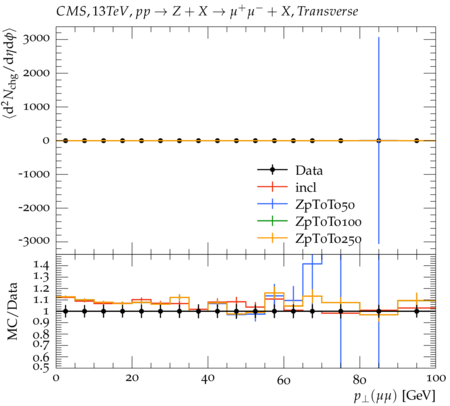 CMS, 13TeV, pp → Z + X → μ⁺μ⁻ + X, Transverse
⟨d²N_chg/dηdϕ⟩
3000
2000
1000
0
-1000
-2000
-3000
Data
incl
ZpToTo50
ZpToTo100
ZpToTo250
MC/Data
1.4
1.3
1.2
1.1
1
0.9
0.8
0.7
0.6
0.5
0 20 40 60 80 100
p⊥(μμ) [GeV]